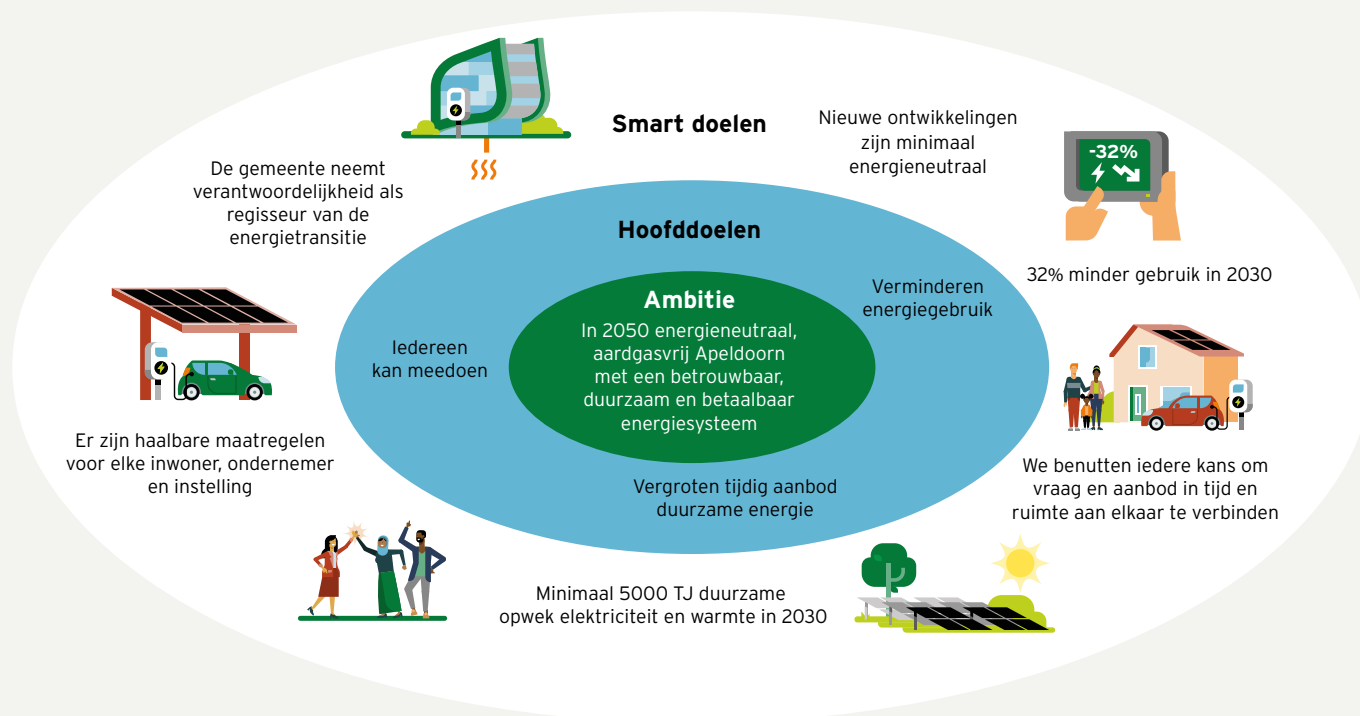 Smart doelen
De gemeente neemt
verantwoordelijkheid als
regisseur van de
energietransitie
Nieuwe ontwikkelingen
zijn minimaal
energieneutraal
-32%
32% minder gebruik in 2030
Hoofddoelen
Verminderen
energiegebruik
Iedereen
kan meedoen
Ambitie
In 2050 energieneutraal,
aardgasvrij Apeldoorn
met een betrouwbaar,
duurzaam en betaalbaar
energiesysteem
Vergroten tijdig aanbod
duurzame energie
Er zijn haalbare maatregelen
voor elke inwoner, ondernemer
en instelling
We benutten iedere kans om
vraag en aanbod in tijd en
ruimte aan elkaar te verbinden
Minimaal 5000 TJ duurzame
opwek elektriciteit en warmte in 2030